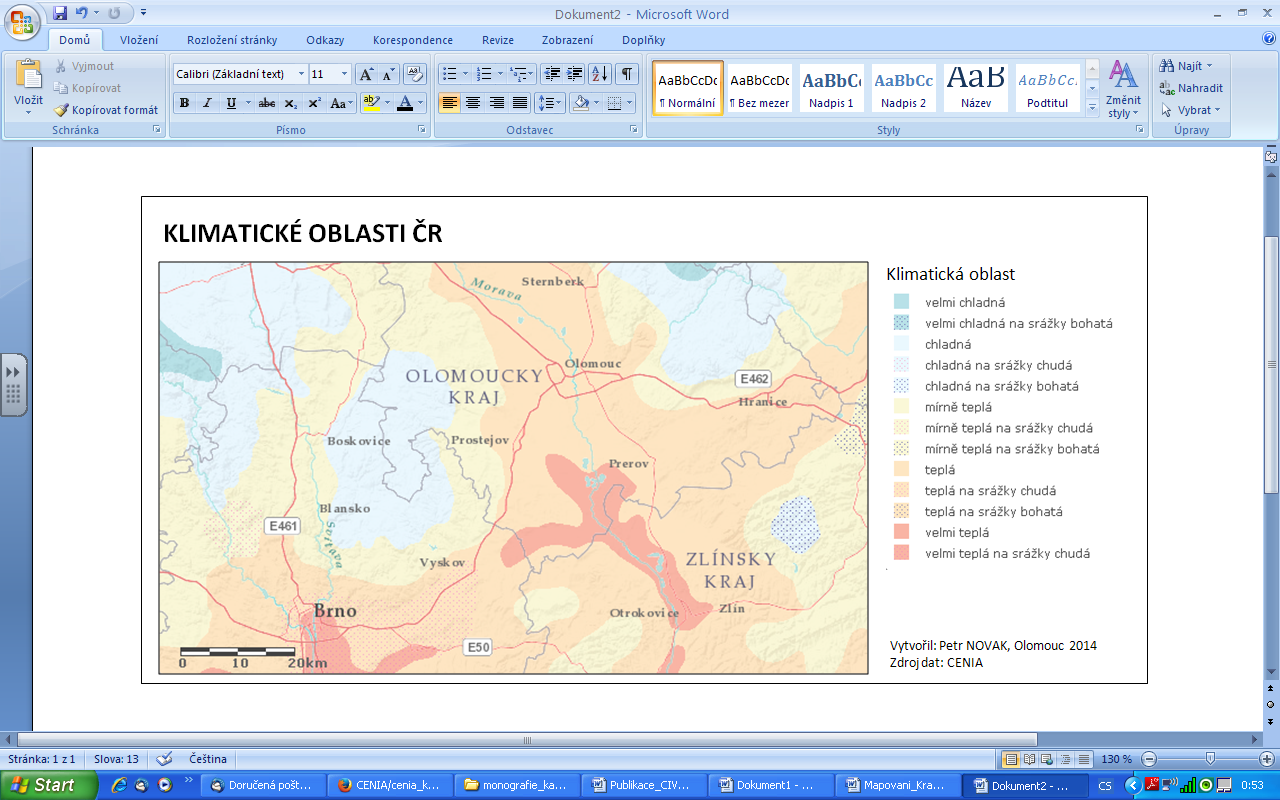 Dokument2 - Microsoft Word
Domů Vložení Rozložení stránky Odkazy Korespondence Revize Zobrazení Doplňky
Vložit
Vyjmout
Kopírovat
Kopírovat formát
Schránka
Calibri (Základní text) 11
B I U abc x₂ x² Aa
Písmo
Odstavec
AaBbCcDc AaBbCcDc AaBbC AaBbCc AaB AaBbCc.
¶ Normální ¶ Bez mezer Nadpis 1 Nadpis 2 Název Podtitul
Změnit styly
Styly
Najít
Nahradit
Vybrat
Úpravy
KLIMATICKÉ OBLASTI ČR
Morava
Sternberk
Olomouc
OLOMOUCKY
KRAJ
E462
Hranice
Boskovice
Prostejov
Prerov
Blansko
E461
Svitava
Vyskov
ZLÍNSKY
KRAJ
Brno
Otrokovice
Zlín
E50
0 10 20km
Klimatická oblast
velmi chladná
velmi chladná na srážky bohatá
chladná
chladná na srážky chudá
chladná na srážky bohatá
mírně teplá
mírně teplá na srážky chudá
mírně teplá na srážky bohatá
teplá
teplá na srážky chudá
teplá na srážky bohatá
velmi teplá
velmi teplá na srážky chudá
Vytvořil: Petr NOVAK, Olomouc 2014
Zdroj dat: CENIA
Stránka: 1 z 1 Slova: 13 Čeština 130 %
Start Doručená pošt... CENIA/cenia_k... monografie_ka... Publikace_CIV... Dokument1 - ... Mapovani_Kra... Dokument2 - ... CS 0:53